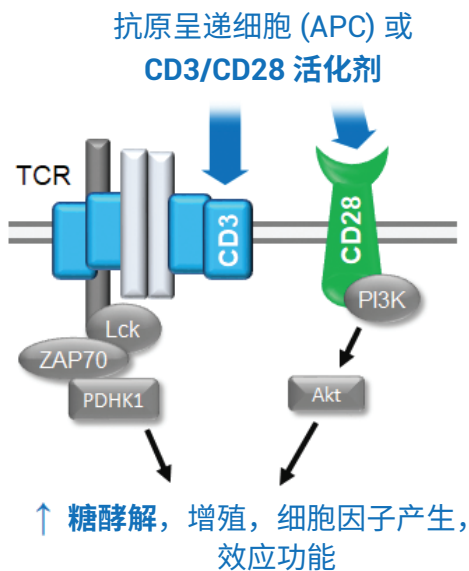 抗原呈递细胞 (APC) 或
CD3/CD28 活化剂
TCR
CD3
CD28
PI3K
Lck
ZAP70
PDHK1
Akt
↑ 糖酵解，增殖，细胞因子产生，
效应功能